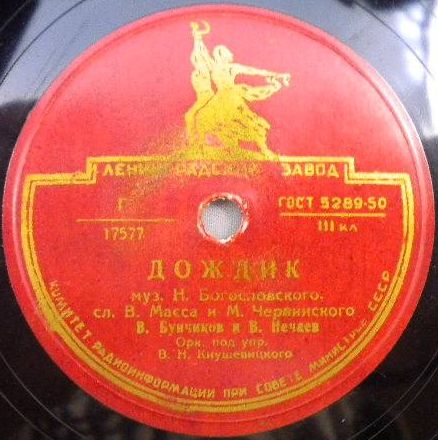 ЛЕНИНГРАДСКИЙ ЗАВОД
Г
17577
ГОСТ 5289-50
III кл
ДОЖДИК
муз. Н. Богословского.
сл. В. Масса и М. Червинского
В. Бунчиков и В. Нечаев
Орк. под упр.
В. Н. Кнушевицкого
КОМИТЕТ РАДИОИНФОРМАЦИИ ПРИ СОВЕТЕ МИНИСТРОВ СССР